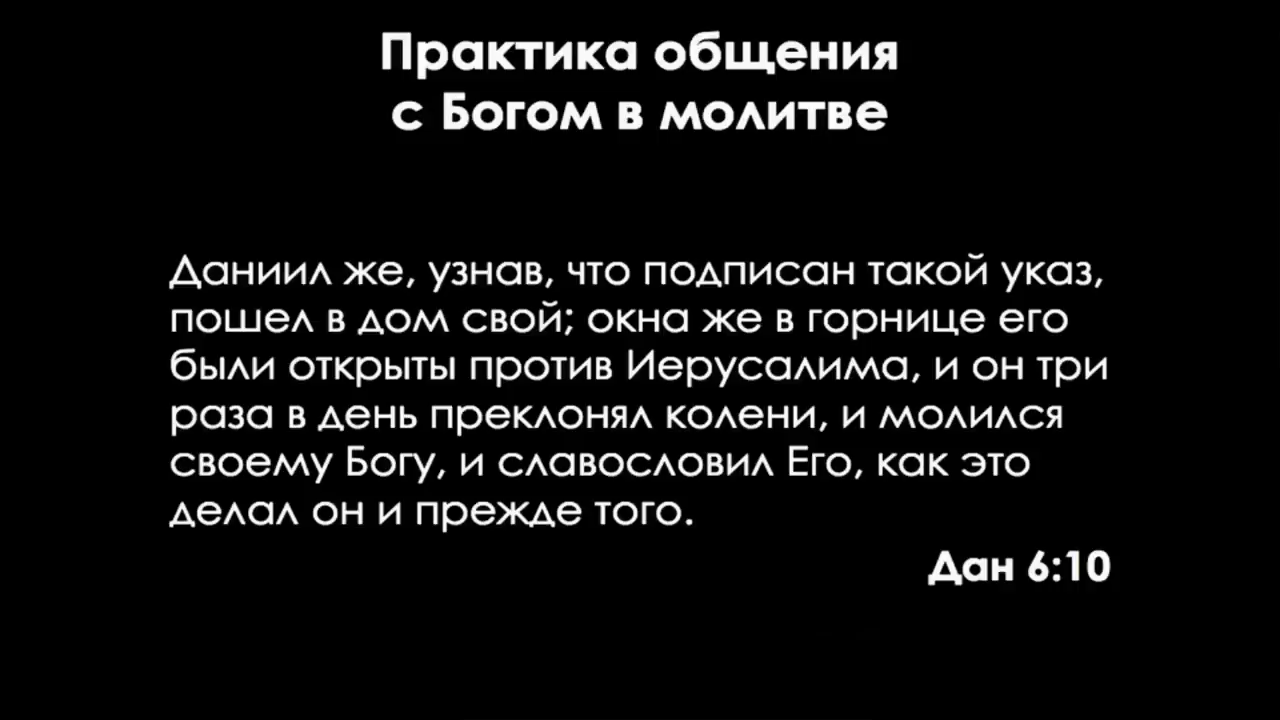 Практика общения
с Богом в молитве
Даниил же, узнав, что подписан такой указ,
пошел в дом свой; окна же в горнице его
были открыты против Иерусалима, и он три
раза в день преклонял колени, и молился
своему Богу, и славословил Его, как это
делал он и прежде того.
Дан 6:10